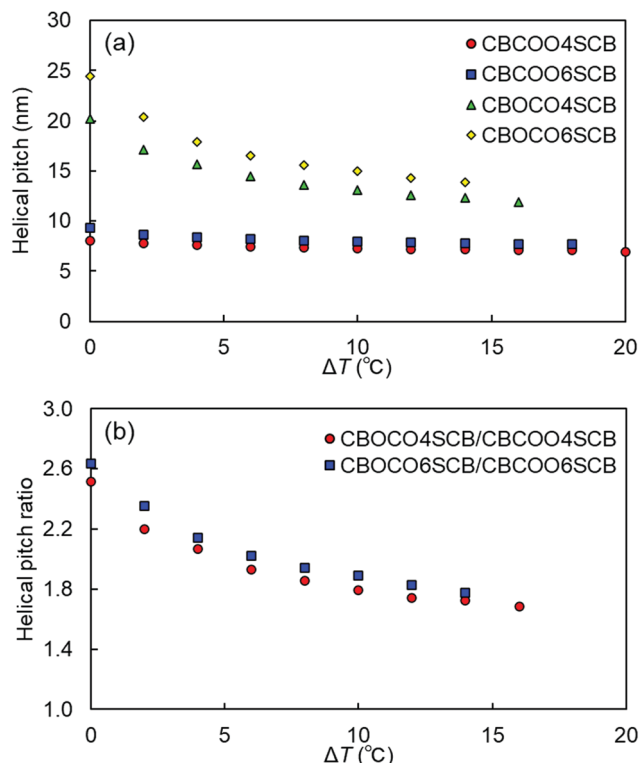 (a)
CBCOO4SCB
CBCOO6SCB
CBOCO4SCB
CBOCO6SCB
Helical pitch (nm)
30
25
20
15
10
5
0
0 5 10 15 20
ΔT (℃)
(b)
CBOCO4SCB/CBCOO4SCB
CBOCO6SCB/CBCOO6SCB
Helical pitch ratio
3.0
2.6
2.2
1.8
1.4
1.0
0 5 10 15 20
ΔT (℃)